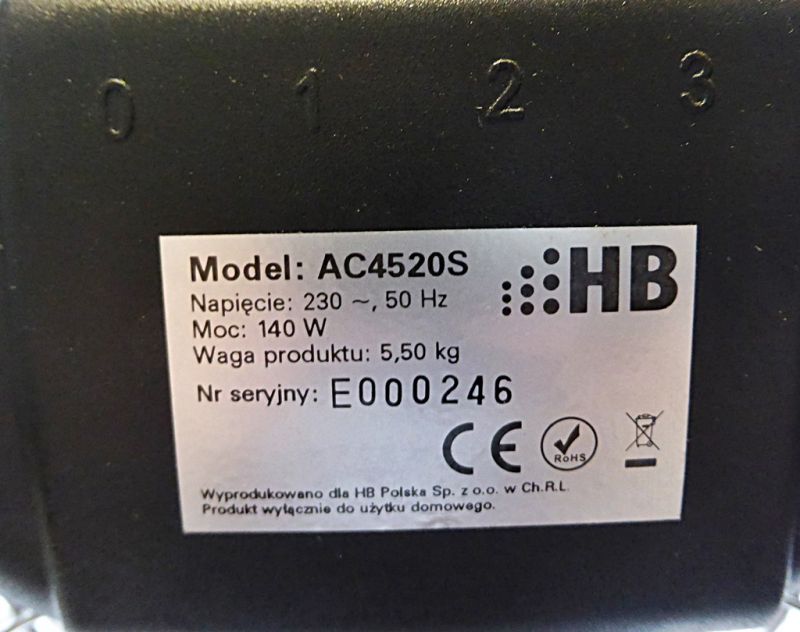 0 1 2 3
Model: AC4520S
HB
Napięcie: 230 ~, 50 Hz
Moc: 140 W
Waga produktu: 5,50 kg
Nr seryjny: E000246
CE
RoHS
Wyprodukowano dla HB Polska Sp. z o.o. w Ch.R.L.
Produkt wyłącznie do użytku domowego.